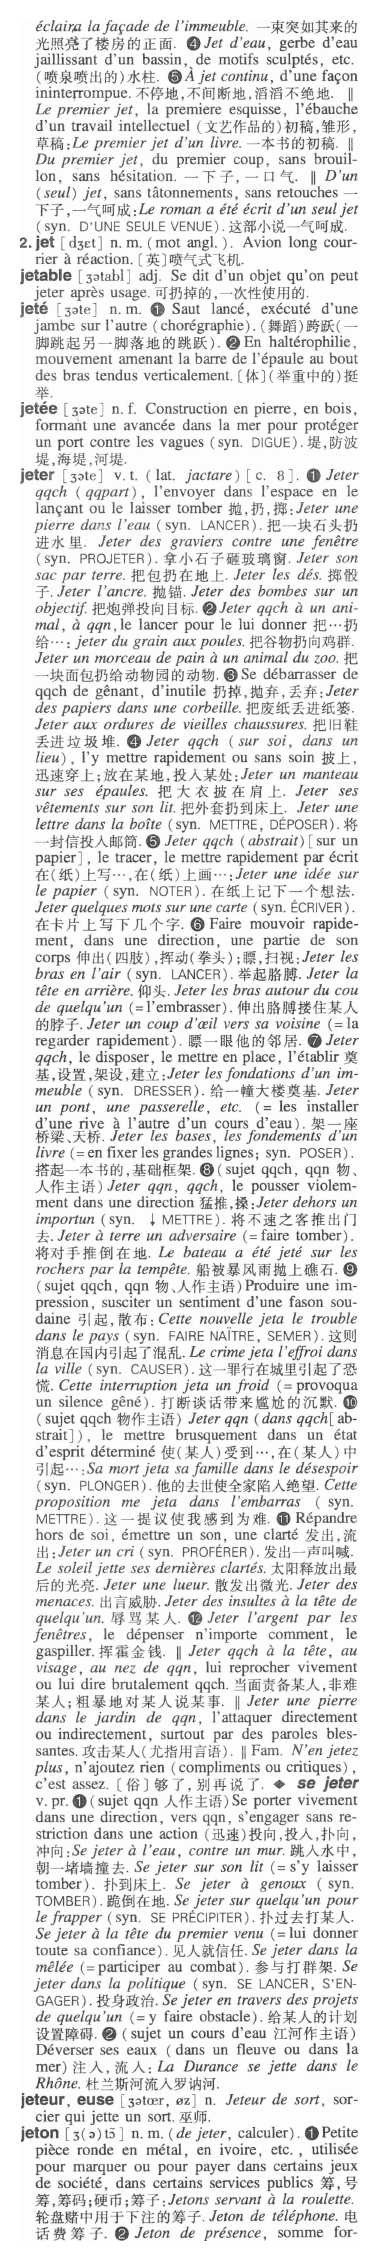 éclaira la façade de l'immeuble. 一束突如其来的
光照亮了楼房的正面. ❹ Jet d'eau, gerbe d'eau
jaillissant d'un bassin, de motifs sculptés, etc.
(喷泉喷出的)水柱. ❺ À jet continu, d'une façon
ininterrompue. 不停地,不间断地,滔滔不绝地. ‖
Le premier jet, la premiere esquisse, l'ébauche
d'un travail intellectuel (文艺作品的)初稿,雏形,
草稿:Le premier jet d'un livre. 一本书的初稿. ‖
Du premier jet, du premier coup, sans brouil-
lon, sans hésitation. 一下子,一口气. ‖ D'un
(seul) jet, sans tâtonnements, sans retouches 一
下子,一气呵成:Le roman a été écrit d'un seul jet
(syn. D'UNE SEULE VENUE). 这部小说一气呵成.
2. jet [dʒɛt] n. m. (mot angl.). Avion long cour-
rier à réaction. [英]喷气式飞机.
jetable [ʒətabl] adj. Se dit d'un objet qu'on peut
jeter après usage. 可扔掉的,一次性使用的.
jeté [ʒəte] n. m. ❶ Saut lancé, exécuté d'une
jambe sur l'autre (chorégraphie). (舞蹈)跨跃(一
脚跳起另一脚落地的跳跃). ❷ En haltérophilie,
mouvement amenant la barre de l'épaule au bout
des bras tendus verticalement. [体](举重中的)挺
举.
jetée [ʒəte] n. f. Construction en pierre, en bois,
formant une avancée dans la mer pour protéger
un port contre les vagues (syn. DIGUE). 堤,防波
堤,海堤,河堤.
jeter [ʒəte] v. t. (lat. jactare) [c. 8]. ❶ Jeter
qqch (qqpart), l'envoyer dans l'espace en le
lançant ou le laisser tomber 抛,扔,掷:Jeter une
pierre dans l'eau (syn. LANCER). 把一块石头扔
进水里. Jeter des graviers contre une fenêtre
(syn. PROJETER). 拿小石子砸玻璃窗. Jeter son
sac par terre. 把包扔在地上. Jeter les dés. 掷骰
子. Jeter l'ancre. 抛锚. Jeter des bombes sur un
objectif. 把炮弹投向目标. ❷ Jeter qqch à un ani-
mal, à qqn, le lancer pour le lui donner 把…扔
给…: jeter du grain aux poules. 把谷物扔向鸡群.
Jeter un morceau de pain à un animal du zoo. 把
一块面包扔给动物园的动物. ❸ Se débarrasser de
qqch de gênant, d'inutile 扔掉,抛弃,丢弃:Jeter
des papiers dans une corbeille. 把废纸丢进纸篓.
Jeter aux ordures de vieilles chaussures. 把旧鞋
丢进垃圾堆. ❹ Jeter qqch (sur soi, dans un
lieu), l'y mettre rapidement ou sans soin 披上,
迅速穿上;放在某地,投入某处:Jeter un manteau
sur ses épaules. 把大衣披在肩上. Jeter ses
vêtements sur son lit. 把外套扔到床上. Jeter une
lettre dans la boîte (syn. METTRE, DÉPOSER). 将
一封信投入邮筒. ❺ Jeter qqch (abstrait) [sur un
papier], le tracer, le mettre rapidement par écrit
在(纸)上写…,在(纸)上画…:Jeter une idée sur
le papier (syn. NOTER). 在纸上记下一个想法.
Jeter quelques mots sur une carte (syn. ÉCRIVER).
在卡片上写下几个字. ❻ Faire mouvoir rapide-
ment, dans une direction, une partie de son
corps 伸出(四肢),挥动(拳头);瞟,扫视:Jeter les
bras en l'air (syn. LANCER). 举起胳膊. Jeter la
tête en arrière. 仰头. Jeter les bras autour du cou
de quelqu'un (=l'embrasser). 伸出胳膊搂住某人
的脖子. Jeter un coup d'œil vers sa voisine (=la
regarder rapidement). 瞟一眼他的邻居. ❼ Jeter
qqch, le disposer, le mettre en place, l'établir 奠
基,设置,架设,建立:Jeter les fondations d'un im-
meuble (syn. DRESSER). 给一幢大楼奠基. Jeter
un pont, une passerelle, etc. (= les installer
d'une rive à l'autre d'un cours d'eau). 架一座
桥梁、天桥. Jeter les bases, les fondements d'un
livre (=en fixer les grandes lignes; syn. POSER).
搭起一本书的,基础框架. ❽ (sujet qqch, qqn 物、
人作主语) Jeter qqn, qqch, le pousser violem-
ment dans une direction 猛推,搡:Jeter dehors un
importun (syn. ↓METTRE). 将不速之客推出门
去. Jeter à terre un adversaire (=faire tomber).
将对手推倒在地. Le bateau a été jeté sur les
rochers par la tempête. 船被暴风雨抛上礁石. ❾
(sujet qqch, qqn 物、人作主语) Produire une im-
pression, susciter un sentiment d'une fason sou-
daine 引起,散布: Cette nouvelle jeta le trouble
dans le pays (syn. FAIRE NAÎTRE, SEMER). 这则
消息在国内引起了混乱. Le crime jeta l'effroi dans
la ville (syn. CAUSER). 这一罪行在城里引起了恐
慌. Cette interruption jeta un froid (=provoqua
un silence gêné). 打断谈话带来尴尬的沉默. ❿
(sujet qqch 物作主语) Jeter qqn (dans qqch[ab-
strait]), le mettre brusquement dans un état
d'esprit déterminé 使(某人)受到…,在(某人)中
引起…:Sa mort jeta sa famille dans le désespoir
(syn. PLONGER). 他的去世使全家陷入绝望. Cette
proposition me jeta dans l'embarras (syn.
METTRE). 这一提议使我感到为难. ⓫ Répandre
hors de soi, émettre un son, une clarté 发出,流
出:Jeter un cri (syn. PROFÉRER). 发出一声叫喊.
Le soleil jette ses dernières clartés. 太阳释放出最
后的光亮. Jeter une lueur. 散发出微光. Jeter des
menaces. 出言威胁. Jeter des insultes à la tête de
quelqu'un. 辱骂某人. ⓬ Jeter l'argent par les
fenêtres, le dépenser n'importe comment, le
gaspiller. 挥霍金钱. ‖ Jeter qqch à la tête, au
visage, au nez de qqn, lui reprocher vivement
ou lui dire brutalement qqch. 当面责备某人,非难
某人;粗暴地对某人说某事. ‖ Jeter une pierre
dans le jardin de qqn, l'attaquer directement
ou indirectement, surtout par des paroles bles-
santes. 攻击某人(尤指用言语). ‖ Fam. N'en jetez
plus, n'ajoutez rien (compliments ou critiques),
c'est assez. [俗]够了,别再说了. ◆ se jeter
v. pr. ❶ (sujet qqn 人作主语) Se porter vivement
dans une direction, vers qqn, s'engager sans re-
striction dans une action (迅速)投向,投入,扑向,
冲向:Se jeter à l'eau, contre un mur. 跳入水中,
朝一堵墙撞去. Se jeter sur son lit (=s'y laisser
tomber). 扑到床上. Se jeter à genoux (syn.
TOMBER). 跪倒在地. Se jeter sur quelqu'un pour
le frapper (syn. SE PRÉCIPITER). 扑过去打某人.
Se jeter à la tête du premier venu (=lui donner
toute sa confiance). 见人就信任. Se jeter dans la
mêlée (=participer au combat). 参与打群架. Se
jeter dans la politique (syn. SE LANCER, S'EN-
GAGER). 投身政治. Se jeter en travers des projets
de quelqu'un (=y faire obstacle). 给某人的计划
设置障碍. ❷ (sujet un cours d'eau 江河作主语)
Déverser ses eaux (dans un fleuve ou dans la
mer) 注入,流入: La Durance se jette dans le
Rhône. 杜兰斯河流入罗讷河.
jeteur, euse [ʒətœr, øz] n. Jeteur de sort, sor-
cier qui jette un sort. 巫师.
jeton [ʒ(ə)tɔ̃] n. m. (de jeter, calculer). ❶ Petite
pièce ronde en métal, en ivoire, etc., utilisée
pour marquer ou pour payer dans certains jeux
de société, dans certains services publics 筹,号
筹,筹码;硬币;筹子:Jetons servant à la roulette.
轮盘赌中用于下注的筹子. Jeton de téléphone. 电
话费筹子. ❷ Jeton de présence, somme for-